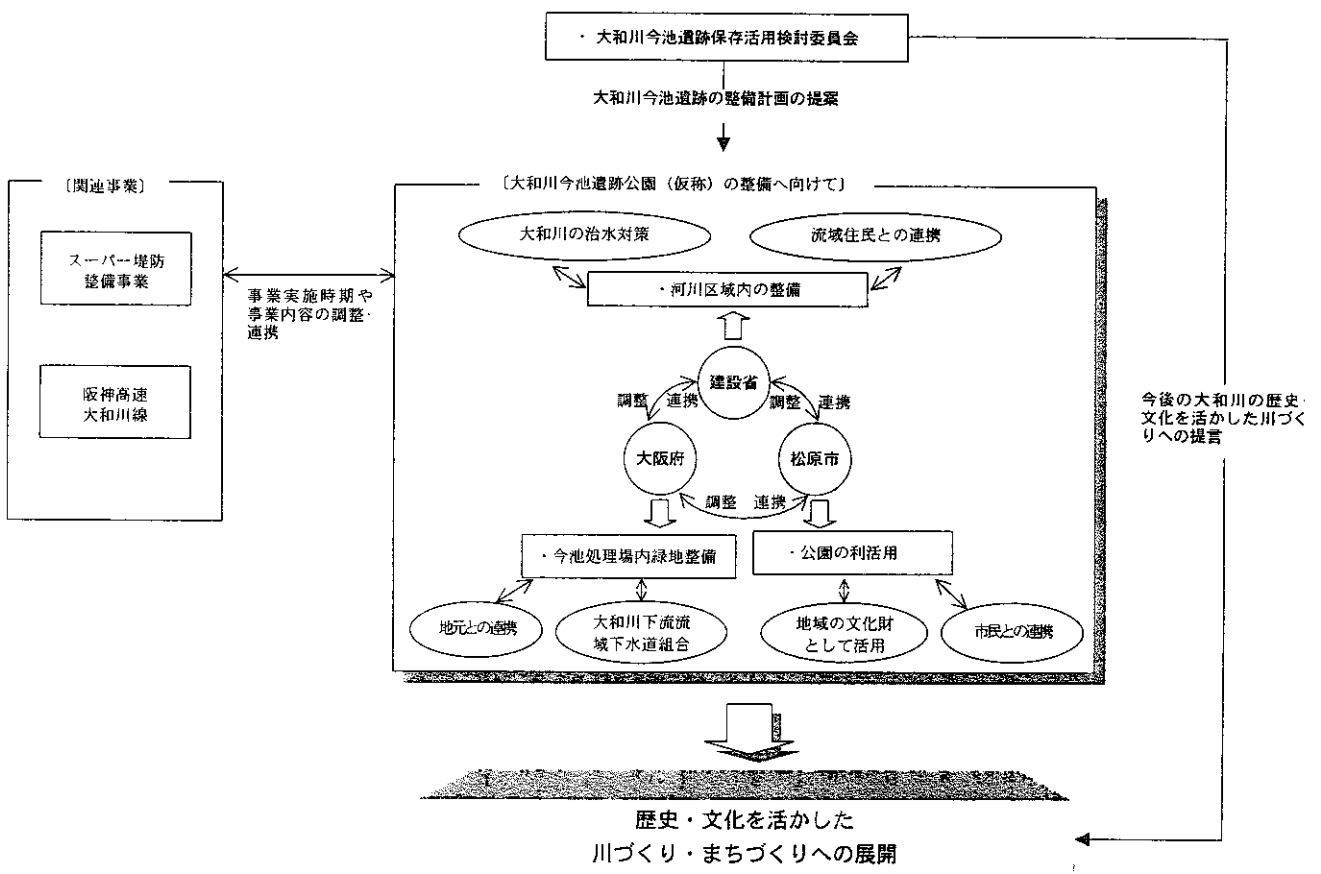 ・大和川今池遺跡保存活用検討委員会
大和川今池遺跡の整備計画の提案
〔関連事業〕
スーパー堤防
整備事業
阪神高速
大和川線
事業実施時期や
事業内容の調整・
連携
〔大和川今池遺跡公園（仮称）の整備へ向けて〕
大和川の治水対策
流域住民との連携
・河川区域内の整備
建設省
調整　連携
調整　連携
大阪府
松原市
調整　連携
・今池処理場内緑地整備
・公園の利活用
地元との連携
大和川下流流
域下水道組合
地域の文化財
として活用
市民との連携
今後の大和川の歴史・
文化を活かした川づく
りへの提言
歴史・文化を活かした
川づくり・まちづくりへの展開